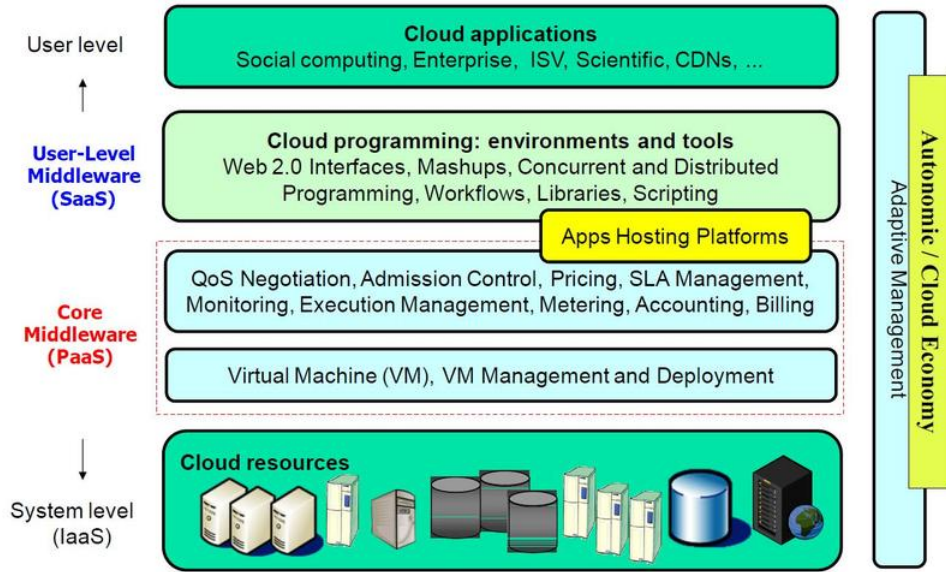 User level
Cloud applications
Social computing, Enterprise, ISV, Scientific, CDNs, ...
User-Level
Middleware
(SaaS)
Cloud programming: environments and tools
Web 2.0 Interfaces, Mashups, Concurrent and Distributed
Programming, Workflows, Libraries, Scripting
Apps Hosting Platforms
Core
Middleware
(PaaS)
QoS Negotiation, Admission Control, Pricing, SLA Management,
Monitoring, Execution Management, Metering, Accounting, Billing
Virtual Machine (VM), VM Management and Deployment
System level
(IaaS)
Cloud resources
Adaptive Management
Autonomic / Cloud Economy